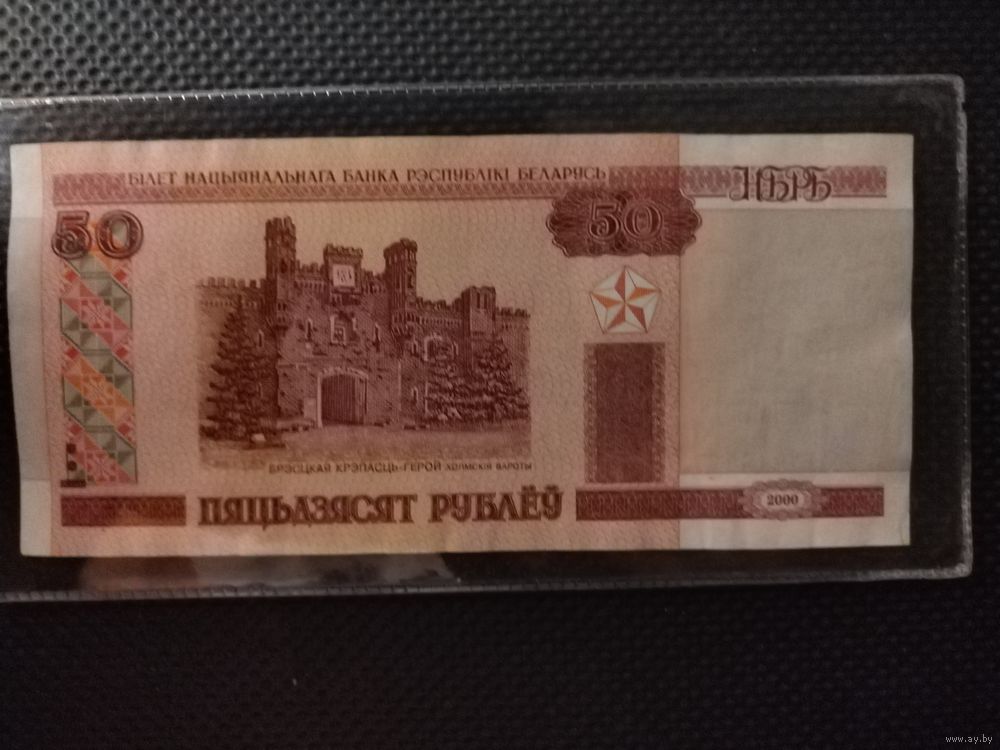 БІЛЕТ НАЦЫЯНАЛЬНАГА БАНКА РЭСПУБЛІКІ БЕЛАРУСЬ
НБРБ
50
50
БРЭСЦКАЯ КРЭПАСЦЬ-ГЕРОЙ ХОЛМСКІЯ ВАРОТЫ
ПЯЦЬДЗЯСЯТ РУБЛЁЎ
2000
www.ay.by